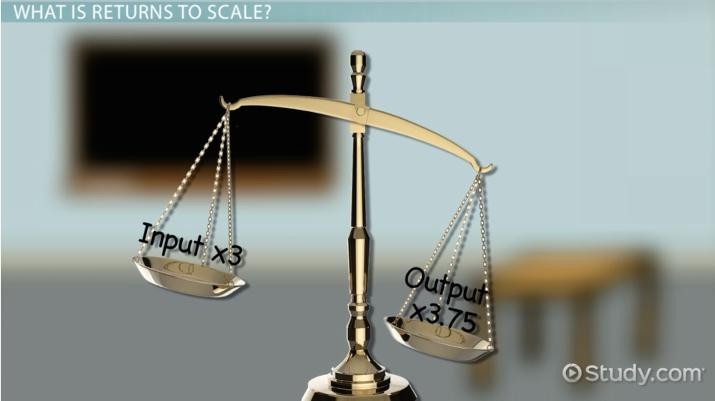 WHAT IS RETURNS TO SCALE?
Input x3
Output
x3.75
Study.com